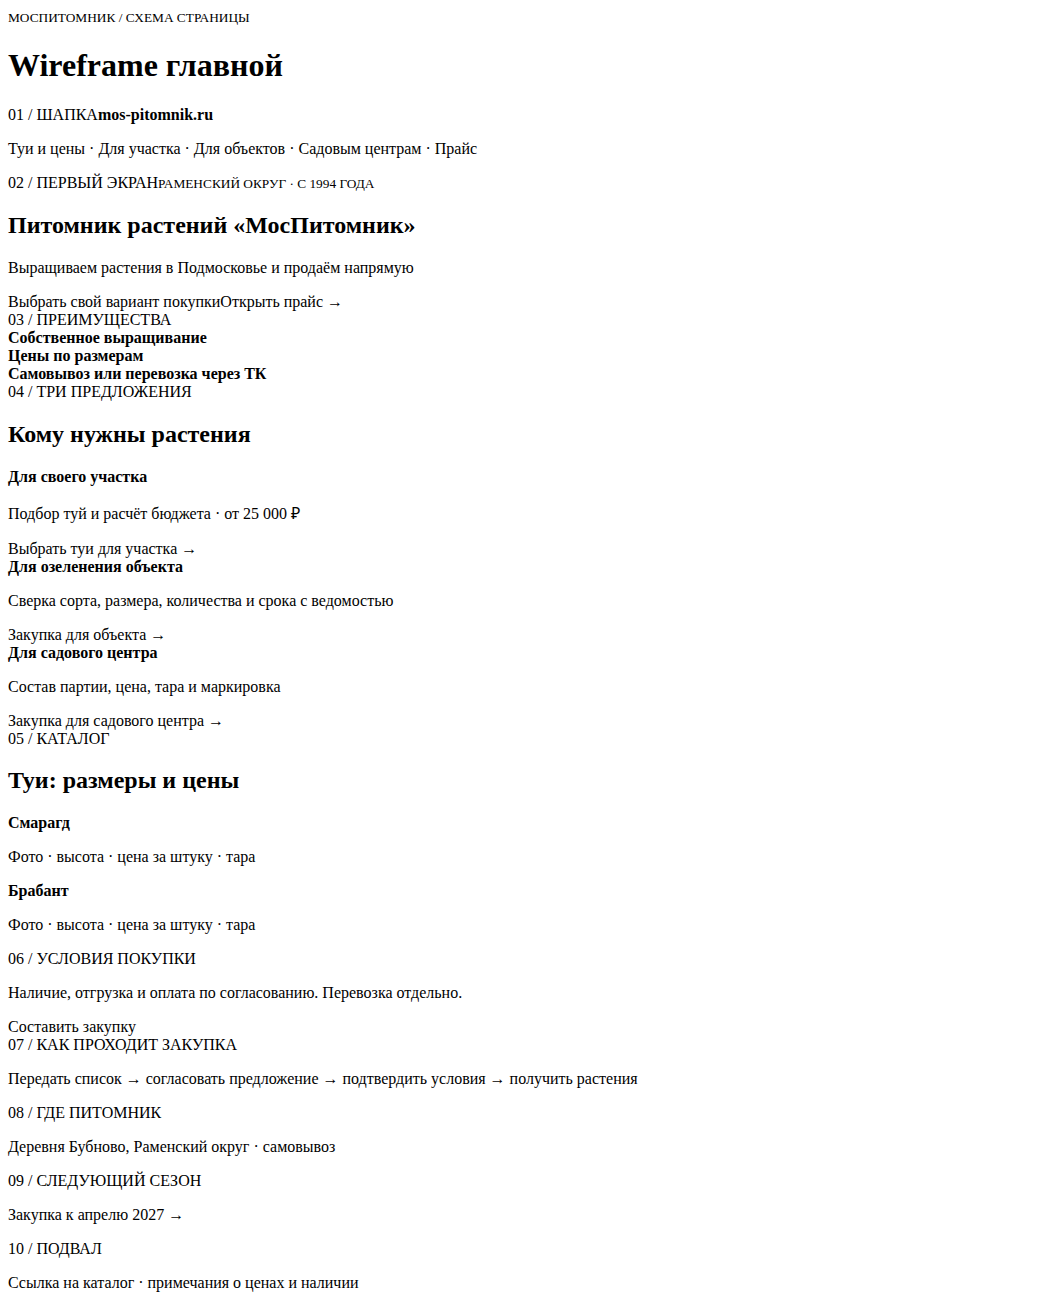 МОСПИТОМНИК / СХЕМА СТРАНИЦЫ
Wireframe главной
01 / ШАПКАmos-pitomnik.ru
Туи и цены · Для участка · Для объектов · Садовым центрам · Прайс
02 / ПЕРВЫЙ ЭКРАНРАМЕНСКИЙ ОКРУГ · С 1994 ГОДА
Питомник растений «МосПитомник»
Выращиваем растения в Подмосковье и продаём напрямую
Выбрать свой вариант покупкиОткрыть прайс →
03 / ПРЕИМУЩЕСТВА
Собственное выращивание
Цены по размерам
Самовывоз или перевозка через ТК
04 / ТРИ ПРЕДЛОЖЕНИЯ
Кому нужны растения
Для своего участка
Подбор туй и расчёт бюджета · от 25 000 ₽
Выбрать туи для участка →
Для озеленения объекта
Сверка сорта, размера, количества и срока с ведомостью
Закупка для объекта →
Для садового центра
Состав партии, цена, тара и маркировка
Закупка для садового центра →
05 / КАТАЛОГ
Туи: размеры и цены
Смарагд
Фото · высота · цена за штуку · тара
Брабант
Фото · высота · цена за штуку · тара
06 / УСЛОВИЯ ПОКУПКИ
Наличие, отгрузка и оплата по согласованию. Перевозка отдельно.
Составить закупку
07 / КАК ПРОХОДИТ ЗАКУПКА
Передать список → согласовать предложение → подтвердить условия → получить растения
08 / ГДЕ ПИТОМНИК
Деревня Бубново, Раменский округ · самовывоз
09 / СЛЕДУЮЩИЙ СЕЗОН
Закупка к апрелю 2027 →
10 / ПОДВАЛ
Ссылка на каталог · примечания о ценах и наличии